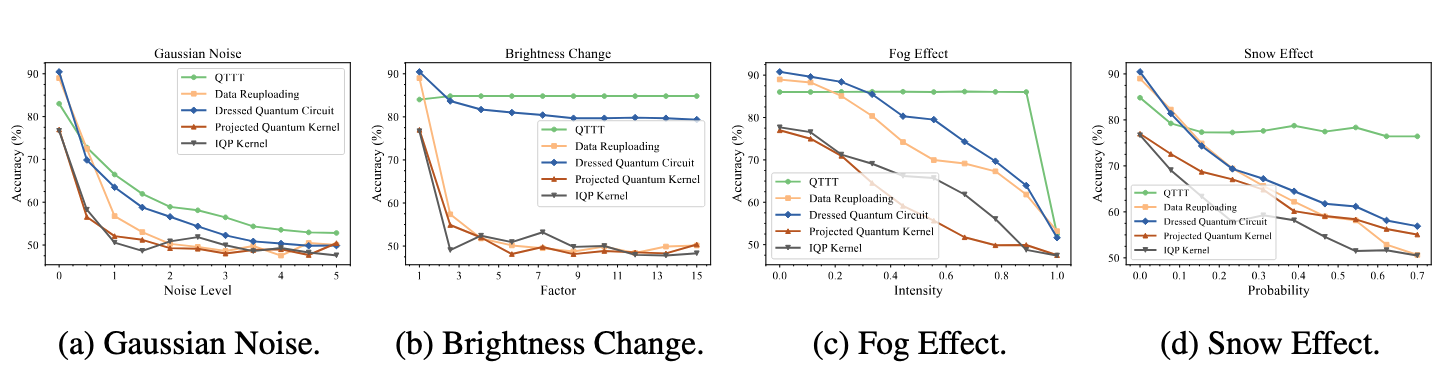 Gaussian Noise
90
80
70
60
50
Accuracy (%)
QTTT
Data Reuploading
Dressed Quantum Circuit
Projected Quantum Kernel
IQP Kernel
0 1 2 3 4 5
Noise Level
(a) Gaussian Noise.
Brightness Change
90
80
70
60
50
Accuracy (%)
QTTT
Data Reuploading
Dressed Quantum Circuit
Projected Quantum Kernel
IQP Kernel
1 3 5 7 9 11 13 15
Factor
(b) Brightness Change.
Fog Effect
90
80
70
60
50
Accuracy (%)
QTTT
Data Reuploading
Dressed Quantum Circuit
Projected Quantum Kernel
IQP Kernel
0.0 0.2 0.4 0.6 0.8 1.0
Intensity
(c) Fog Effect.
Snow Effect
90
80
70
60
50
Accuracy (%)
QTTT
Data Reuploading
Dressed Quantum Circuit
Projected Quantum Kernel
IQP Kernel
0.0 0.1 0.2 0.3 0.4 0.5 0.6 0.7
Probability
(d) Snow Effect.